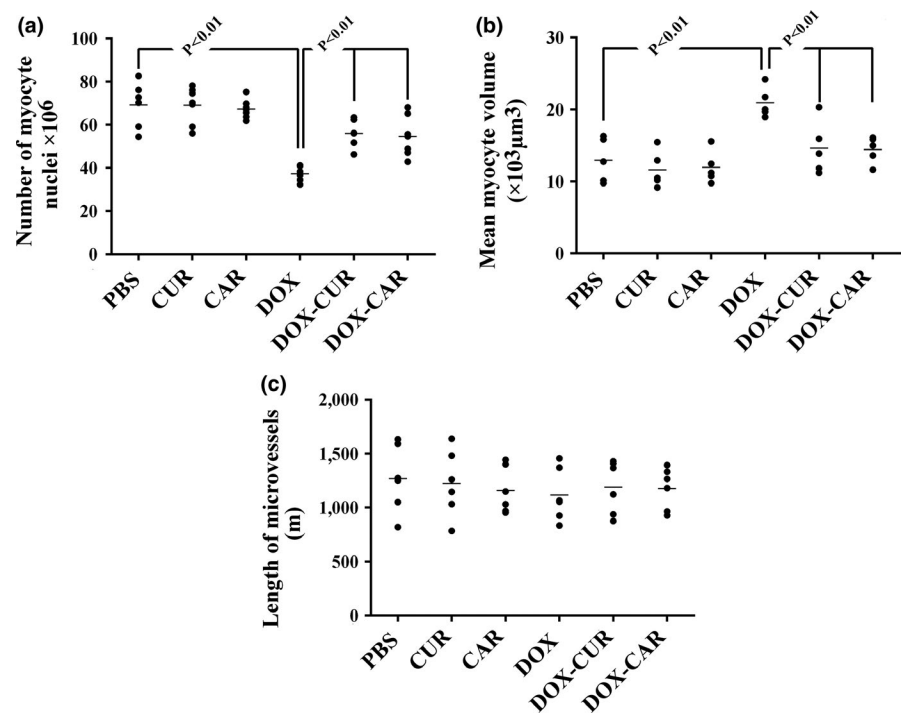 (a)
P<0.01
P<0.01
Number of myocyte
nuclei ×10⁶
100
80
60
40
20
0
PBS
CUR
CAR
DOX
DOX-CUR
DOX-CAR
(b)
P<0.01
P<0.01
Mean myocyte volume
(×10³µm3)
30
20
10
0
PBS
CUR
CAR
DOX
DOX-CUR
DOX-CAR
(c)
Length of microvessels
(m)
2,000
1,500
1,000
500
0
PBS
CUR
CAR
DOX
DOX-CUR
DOX-CAR